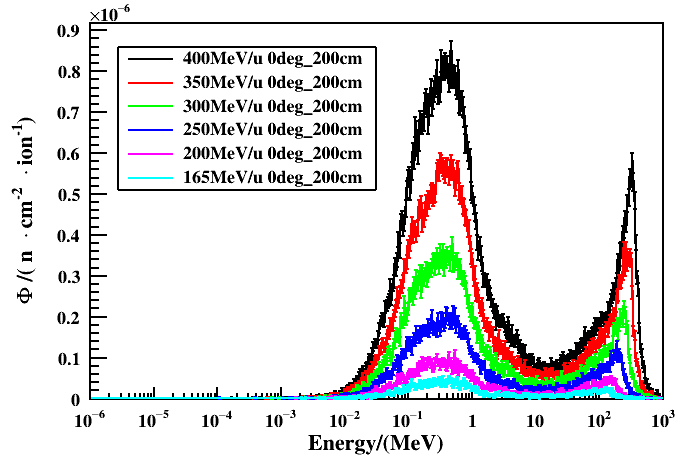 ×10⁻⁶
0.9
0.8
0.7
0.6
0.5
0.4
0.3
0.2
0.1
0
Φ /( n · cm⁻² · ion⁻¹)
400MeV/u 0deg_200cm
350MeV/u 0deg_200cm
300MeV/u 0deg_200cm
250MeV/u 0deg_200cm
200MeV/u 0deg_200cm
165MeV/u 0deg_200cm
10⁻⁶ 10⁻⁵ 10⁻⁴ 10⁻³ 10⁻² 10⁻¹ 1 10 10² 10³
Energy/(MeV)